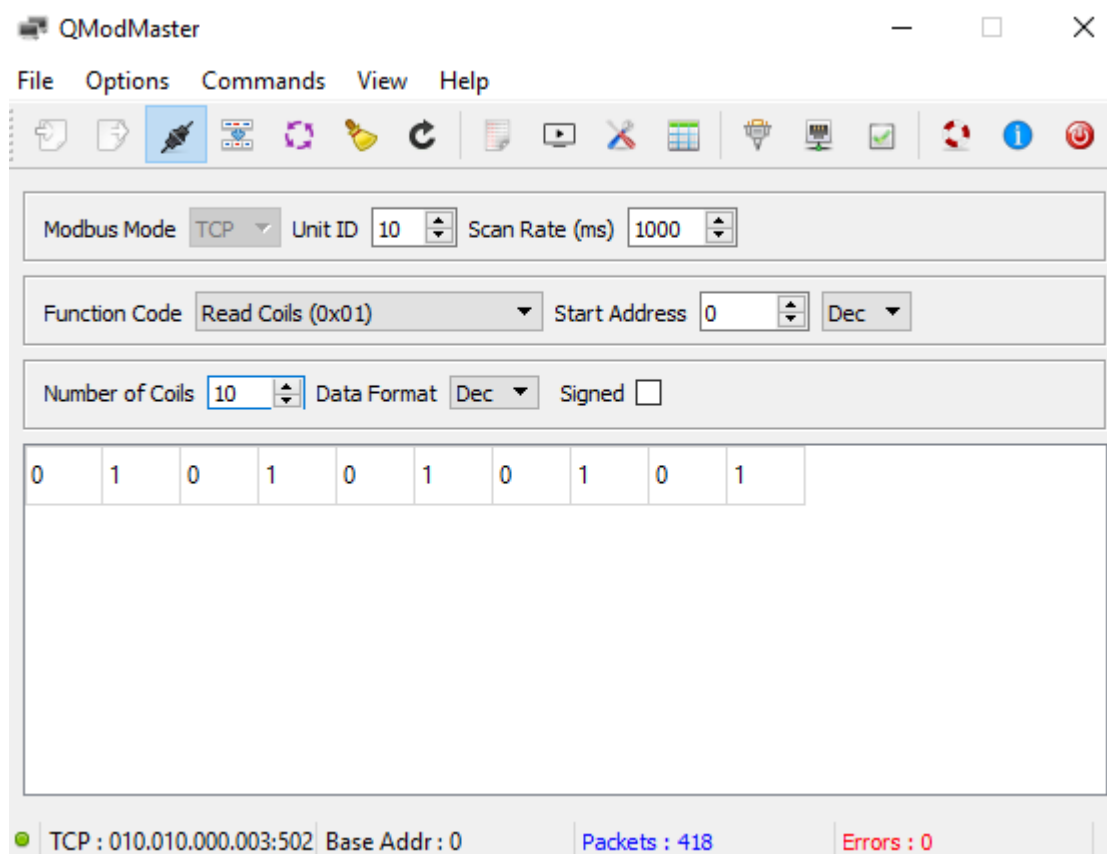 QModMaster
File Options Commands View Help
Modbus Mode TCP Unit ID 10 Scan Rate (ms) 1000
Function Code Read Coils (0x01) Start Address 0 Dec
Number of Coils 10 Data Format Dec Signed
0 1 0 1 0 1 0 1 0 1
TCP : 010.010.000.003:502 Base Addr : 0 Packets : 418 Errors : 0